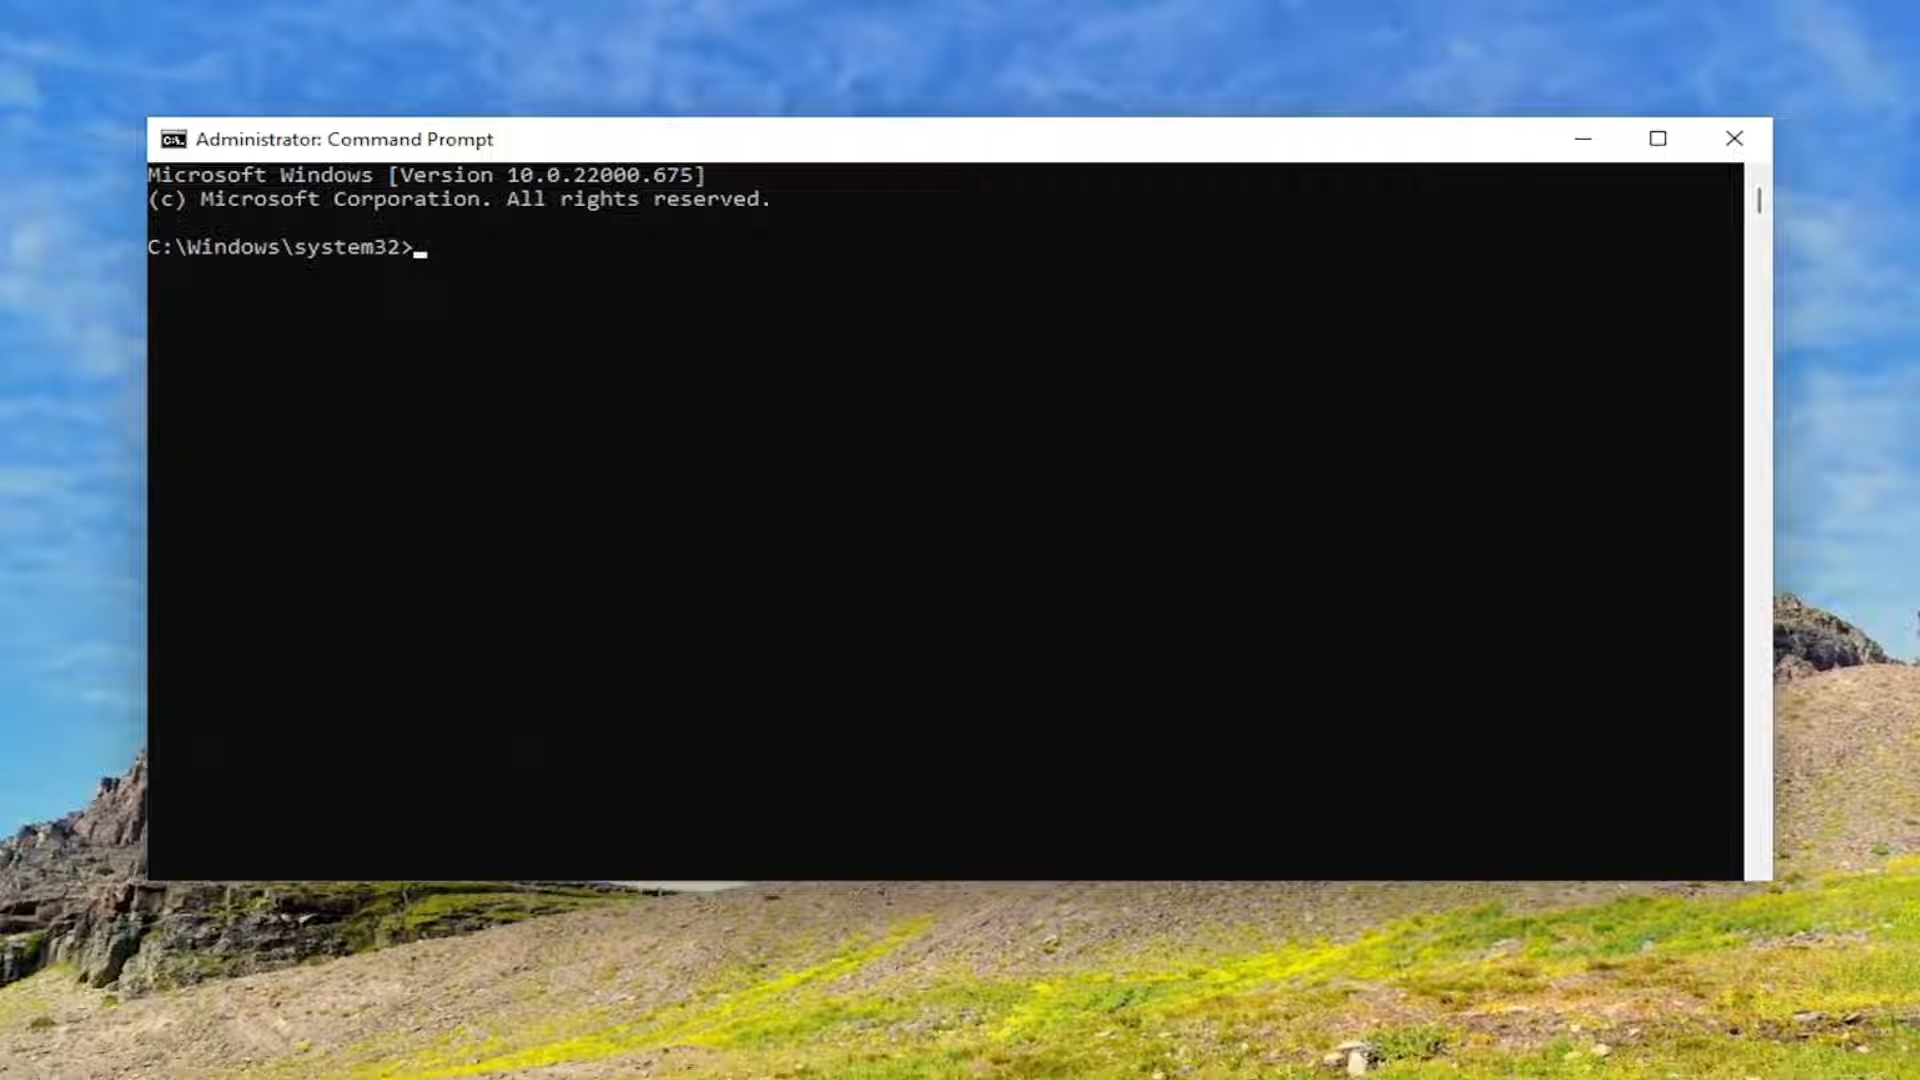 Administrator: Command Prompt
Microsoft Windows [Version 10.0.22000.675]
(c) Microsoft Corporation. All rights reserved.
C:\Windows\system32>